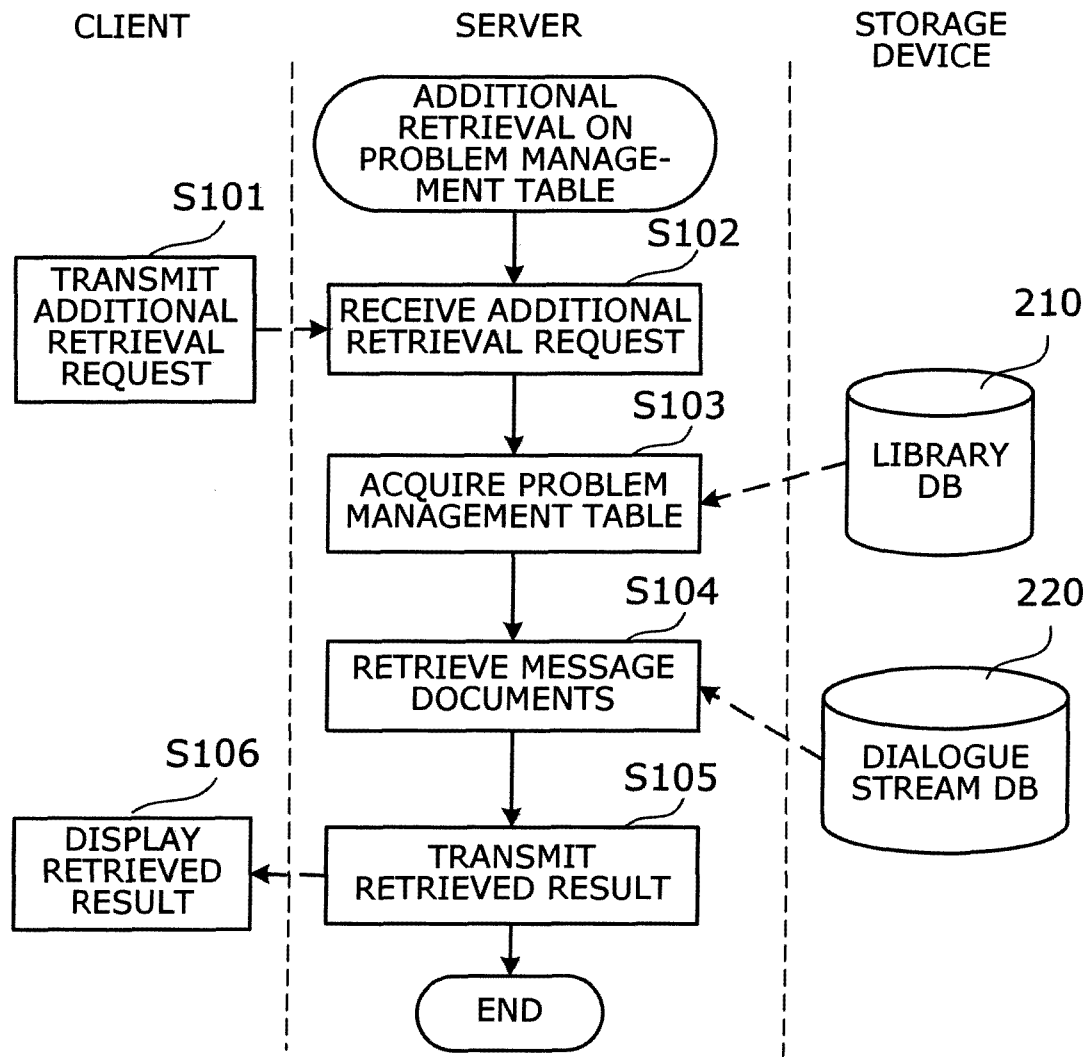 CLIENT
SERVER
STORAGE
DEVICE
ADDITIONAL
RETRIEVAL ON
PROBLEM MANAGE-
MENT TABLE
S101
TRANSMIT
ADDITIONAL
RETRIEVAL
REQUEST
S102
RECEIVE ADDITIONAL
RETRIEVAL REQUEST
210
LIBRARY
DB
S103
ACQUIRE PROBLEM
MANAGEMENT TABLE
S104
RETRIEVE MESSAGE
DOCUMENTS
220
DIALOGUE
STREAM DB
S106
DISPLAY
RETRIEVED
RESULT
S105
TRANSMIT
RETRIEVED RESULT
END